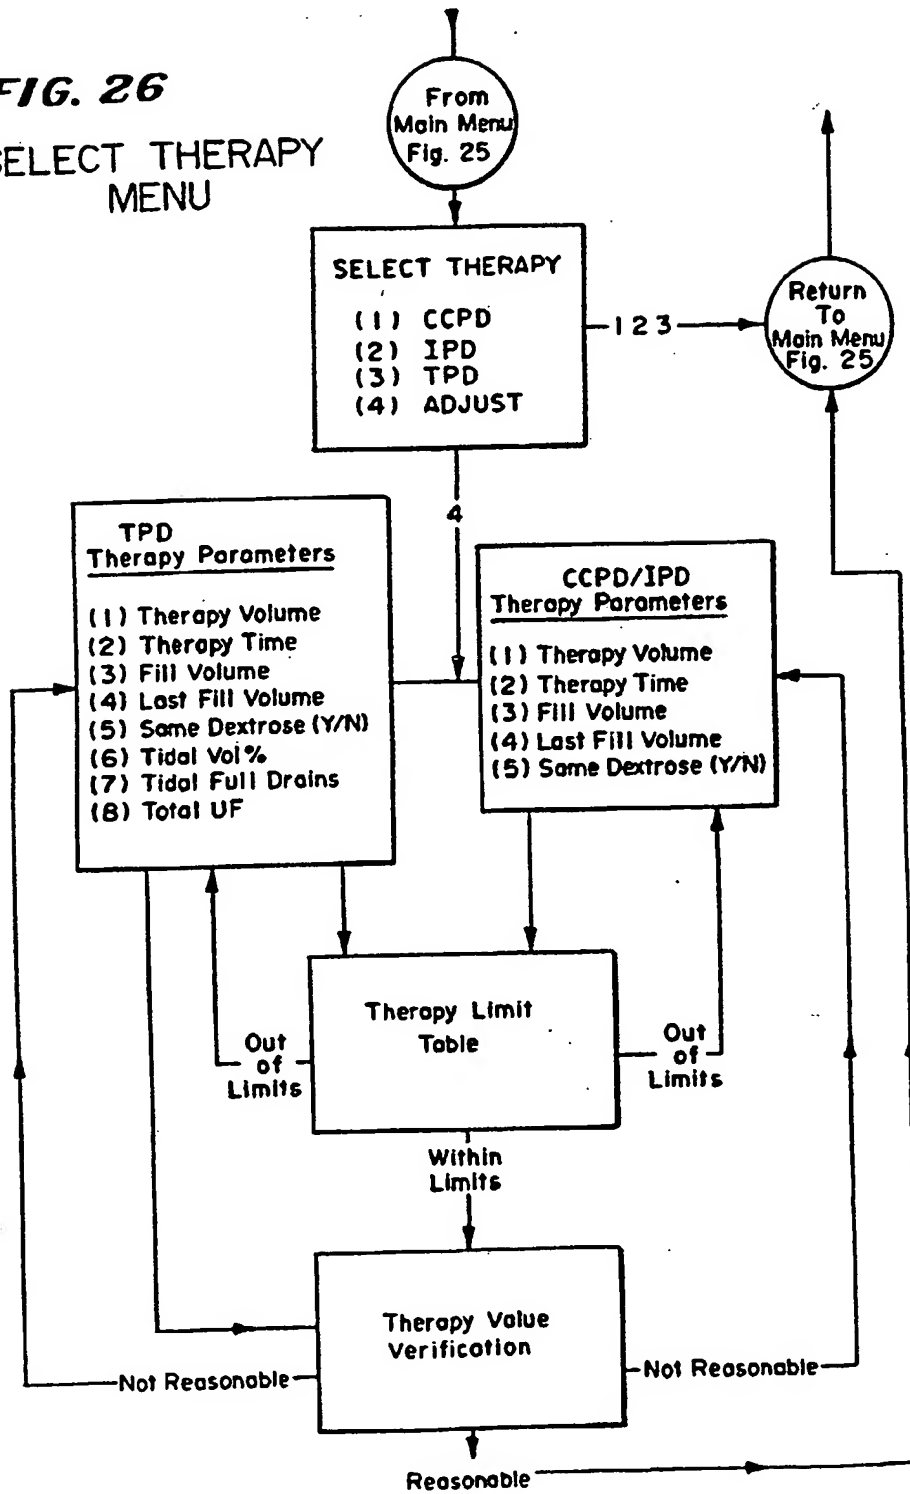 FIG. 26
SELECT THERAPY
MENU
From
Main Menu
Fig. 25
SELECT THERAPY
(1) CCPD
(2) IPD
(3) TPD
(4) ADJUST
1 2 3
Return
To
Main Menu
Fig. 25
4
TPD
Therapy Parameters
(1) Therapy Volume
(2) Therapy Time
(3) Fill Volume
(4) Last Fill Volume
(5) Same Dextrose (Y/N)
(6) Tidal Vol%
(7) Tidal Full Drains
(8) Total UF
CCPD/IPD
Therapy Parameters
(1) Therapy Volume
(2) Therapy Time
(3) Fill Volume
(4) Last Fill Volume
(5) Same Dextrose (Y/N)
Therapy Limit
Table
Out
of
Limits
Out
of
Limits
Within
Limits
Therapy Value
Verification
Not Reasonable
Not Reasonable
Reasonable